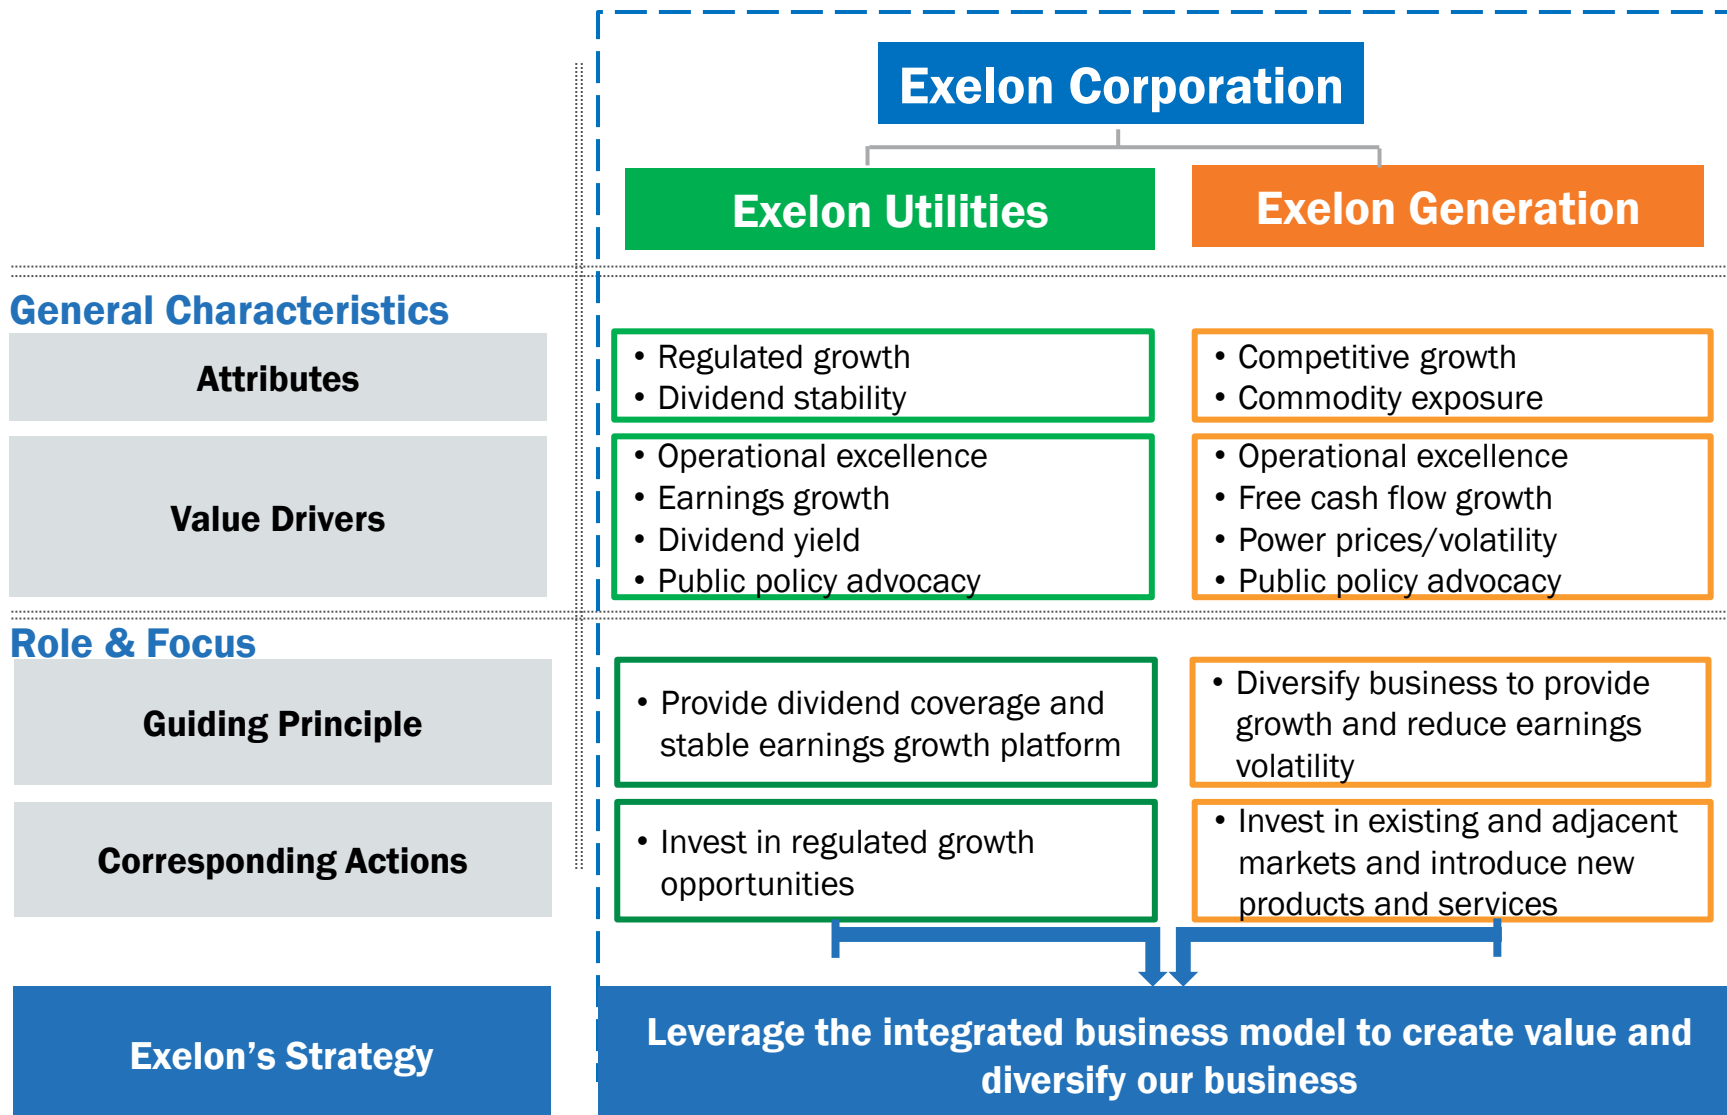 Exelon Corporation
Exelon Utilities
Exelon Generation
General Characteristics
Attributes
• Regulated growth
• Dividend stability
• Competitive growth
• Commodity exposure
Value Drivers
• Operational excellence
• Earnings growth
• Dividend yield
• Public policy advocacy
• Operational excellence
• Free cash flow growth
• Power prices/volatility
• Public policy advocacy
Role & Focus
Guiding Principle
• Provide dividend coverage and
stable earnings growth platform
• Diversify business to provide
growth and reduce earnings
volatility
Corresponding Actions
• Invest in regulated growth
opportunities
• Invest in existing and adjacent
markets and introduce new
products and services
Exelon’s Strategy
Leverage the integrated business model to create value and
diversify our business